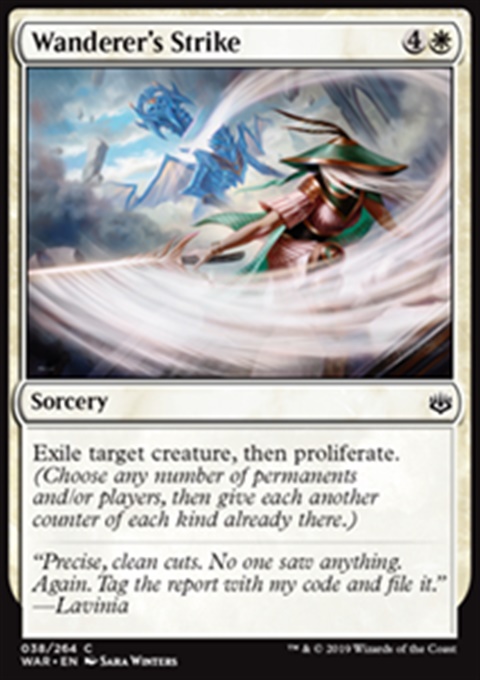 Wanderer's Strike 4
Sorcery
Exile target creature, then proliferate.
(Choose any number of permanents
and/or players, then give each another
counter of each kind already there.)
"Precise, clean cuts. No one saw anything.
Again. Tag the report with my code and file it."
—Lavinia
038/264 C
WAR • EN Sara Winters
™ & © 2019 Wizards of the Coast